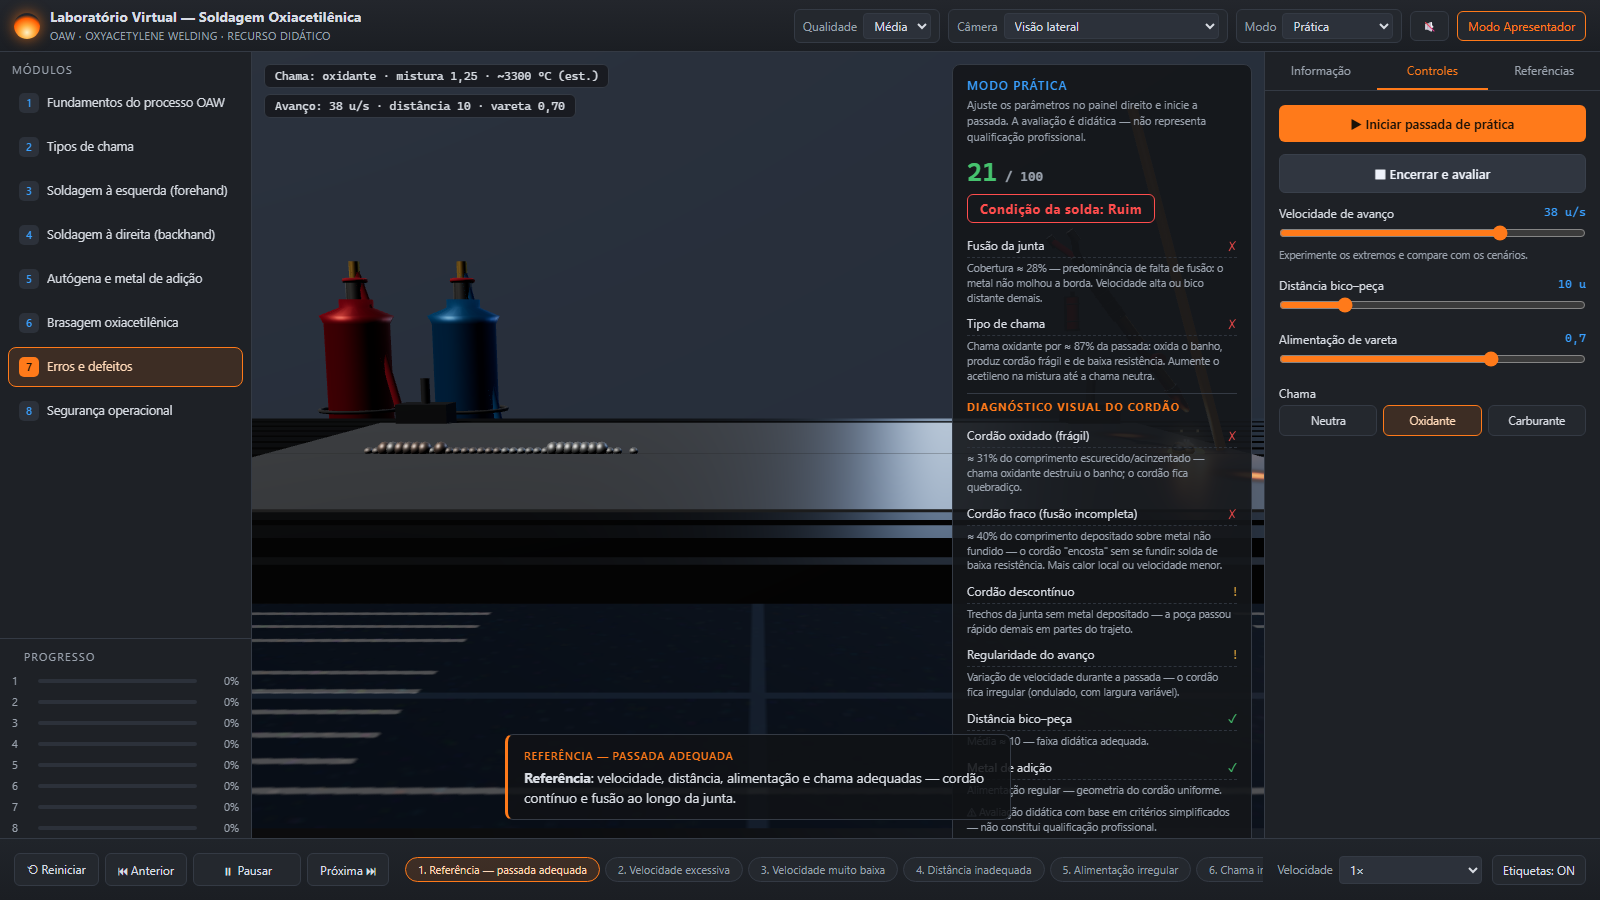 Laboratório Virtual — Soldagem Oxiacetilênica
OAW · OXYACETYLENE WELDING · RECURSO DIDÁTICO
Qualidade Média
Câmera Visão lateral
Modo Prática
Modo Apresentador
MÓDULOS
1 Fundamentos do processo OAW
2 Tipos de chama
3 Soldagem à esquerda (forehand)
4 Soldagem à direita (backhand)
5 Autógena e metal de adição
6 Brasagem oxiacetilênica
7 Erros e defeitos
8 Segurança operacional
PROGRESSO
1 0%
2 0%
3 0%
4 0%
5 0%
6 0%
7 0%
8 0%
Chama: oxidante · mistura 1,25 · ~3300 °C (est.)
Avanço: 38 u/s · distância 10 · vareta 0,70
MODO PRÁTICA
Ajuste os parâmetros no painel direito e inicie a
passada. A avaliação é didática — não representa
qualificação profissional.
21 / 100
Condição da solda: Ruim
Fusão da junta ✗
Cobertura ≈ 28% — predominância de falta de fusão: o
metal não molhou a borda. Velocidade alta ou bico
distante demais.
Tipo de chama ✗
Chama oxidante por ≈ 87% da passada: oxida o banho,
produz cordão frágil e de baixa resistência. Aumente o
acetileno na mistura até a chama neutra.
DIAGNÓSTICO VISUAL DO CORDÃO
Cordão oxidado (frágil) ✗
≈ 31% do comprimento escurecido/acinzentado —
chama oxidante destruiu o banho; o cordão fica
quebradiço.
Cordão fraco (fusão incompleta) ✗
≈ 40% do comprimento depositado sobre metal não
fundido — o cordão "encosta" sem se fundir: solda de
baixa resistência. Mais calor local ou velocidade menor.
Cordão descontínuo !
Trechos da junta sem metal depositado — a poça passou
rápido demais em partes do trajeto.
Regularidade do avanço !
Variação de velocidade durante a passada — o cordão
fica irregular (ondulado, com largura variável).
Distância bico–peça ✓
Média ≈ 10 — faixa didática adequada.
Metal de adição ✓
Alimentação regular — geometria do cordão uniforme.
⚠ Avaliação didática com base em critérios simplificados
— não constitui qualificação profissional.
REFERÊNCIA — PASSADA ADEQUADA
Referência: velocidade, distância, alimentação e chama adequadas — cordão
contínuo e fusão ao longo da junta.
Informação Controles Referências
▶ Iniciar passada de prática
Encerrar e avaliar
Velocidade de avanço 38 u/s
Experimente os extremos e compare com os cenários.
Distância bico–peça 10 u
Alimentação de vareta 0,7
Chama
Neutra Oxidante Carburante
⟲ Reiniciar
⏮ Anterior
⏸ Pausar
Próxima ⏭
1. Referência — passada adequada
2. Velocidade excessiva
3. Velocidade muito baixa
4. Distância inadequada
5. Alimentação irregular
6. Chama
Velocidade 1×
Etiquetas: ON